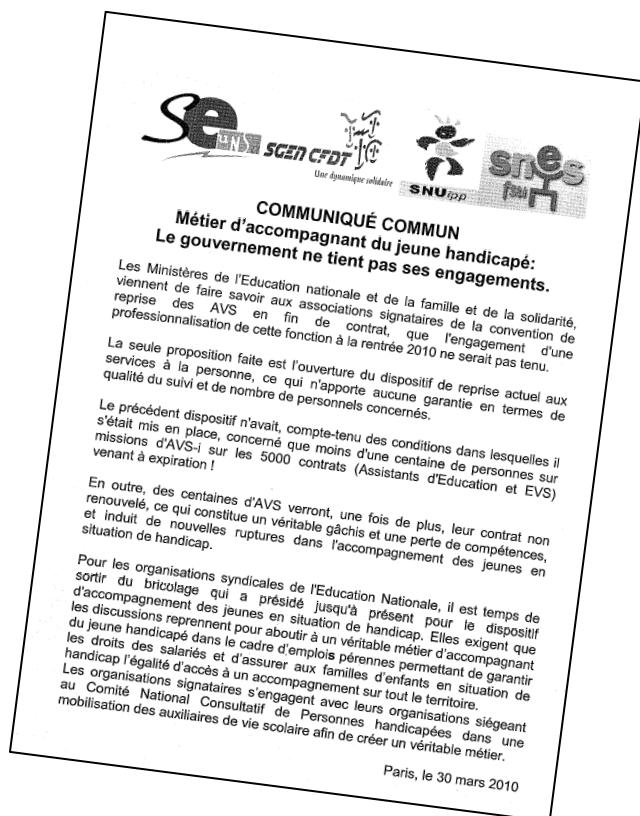 SE
UNSA
SGEN CFDT
Une dynamique solidaire
SNUipp
snes
fsu
COMMUNIQUÉ COMMUN
Métier d'accompagnant du jeune handicapé:
Le gouvernement ne tient pas ses engagements.
Les Ministères de l'Education nationale et de la famille et de la solidarité,
viennent de faire savoir aux associations signataires de la convention de
reprise des AVS en fin de contrat, que l'engagement d'une
professionnalisation de cette fonction à la rentrée 2010 ne serait pas tenu.
La seule proposition faite est l'ouverture du dispositif de reprise actuel aux
services à la personne, ce qui n'apporte aucune garantie en termes de
qualité du suivi et de nombre de personnels concernés.
Le précédent dispositif n'avait, compte-tenu des conditions dans lesquelles il
s'était mis en place, concerné que moins d'une centaine de personnes sur
missions d'AVS-i sur les 5000 contrats (Assistants d'Education et EVS)
venant à expiration !
En outre, des centaines d'AVS verront, une fois de plus, leur contrat non
renouvelé, ce qui constitue un véritable gâchis et une perte de compétences,
et induit de nouvelles ruptures dans l'accompagnement des jeunes en
situation de handicap.
Pour les organisations syndicales de l'Education Nationale, il est temps de
sortir du bricolage qui a présidé jusqu'à présent pour le dispositif
d'accompagnement des jeunes en situation de handicap. Elles exigent que
les discussions reprennent pour aboutir à un véritable métier d'accompagnant
du jeune handicapé dans le cadre d'emplois pérennes permettant de garantir
les droits des salariés et d'assurer aux familles d'enfants en situation de
handicap l'égalité d'accès à un accompagnement sur tout le territoire.
Les organisations signataires s'engagent avec leurs organisations siégeant
au Comité National Consultatif de Personnes handicapées dans une
mobilisation des auxiliaires de vie scolaire afin de créer un véritable métier.
Paris, le 30 mars 2010